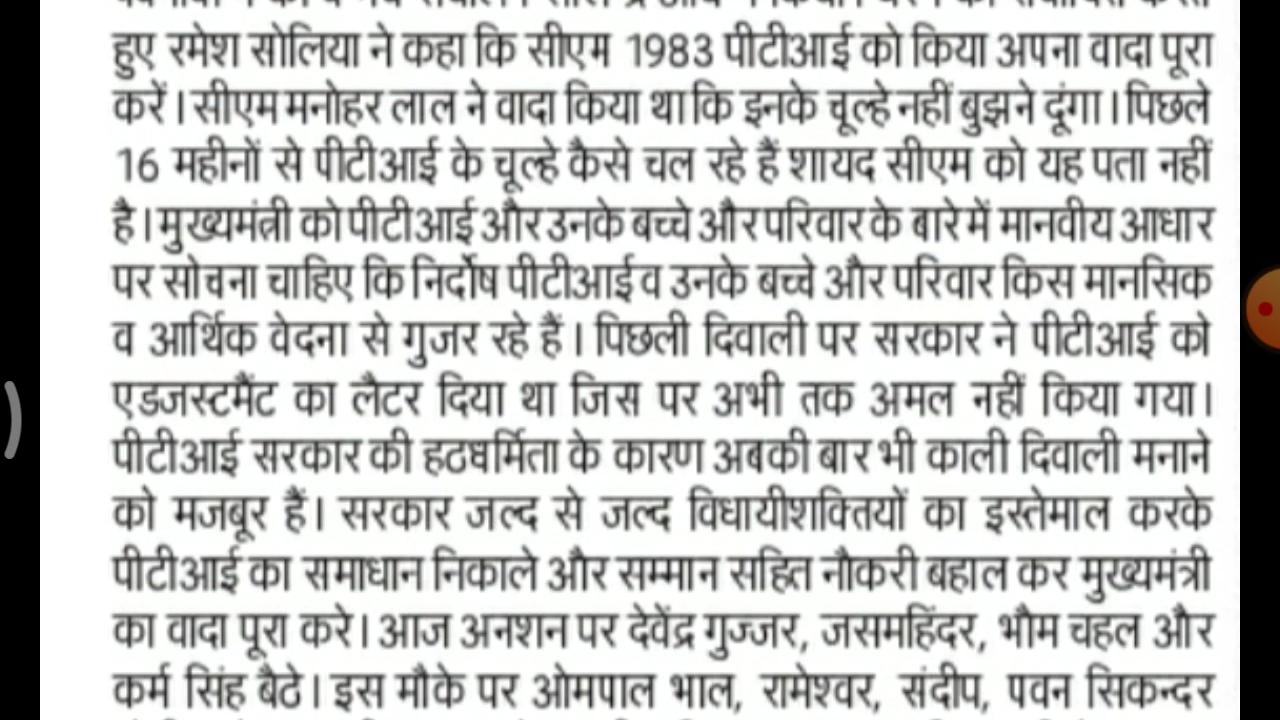 हुए रमेश सोलिया ने कहा कि सीएम 1983 पीटीआई को किया अपना वादा पूरा
करें। सीएम मनोहर लाल ने वादा किया था कि इनके चूल्हे नहीं बुझने दूंगा। पिछले
16 महीनों से पीटीआई के चूल्हे कैसे चल रहे हैं शायद सीएम को यह पता नहीं
है। मुख्यमंत्री को पीटीआई और उनके बच्चे और परिवार के बारे में मानवीय आधार
पर सोचना चाहिए कि निर्दोष पीटीआई व उनके बच्चे और परिवार किस मानसिक
व आर्थिक वेदना से गुजर रहे हैं। पिछली दिवाली पर सरकार ने पीटीआई को
एडजस्टमैंट का लैटर दिया था जिस पर अभी तक अमल नहीं किया गया।
पीटीआई सरकार की हठधर्मिता के कारण अबकी बार भी काली दिवाली मनाने
को मजबूर हैं। सरकार जल्द से जल्द विधायीशक्तियों का इस्तेमाल करके
पीटीआई का समाधान निकाले और सम्मान सहित नौकरी बहाल कर मुख्यमंत्री
का वादा पूरा करे। आज अनशन पर देवेंद्र गुज्जर, जसमहिंदर, भौम चहल और
कर्म सिंह बैठे। इस मौके पर ओमपाल भाल, रामेश्वर, संदीप, पवन सिकन्दर